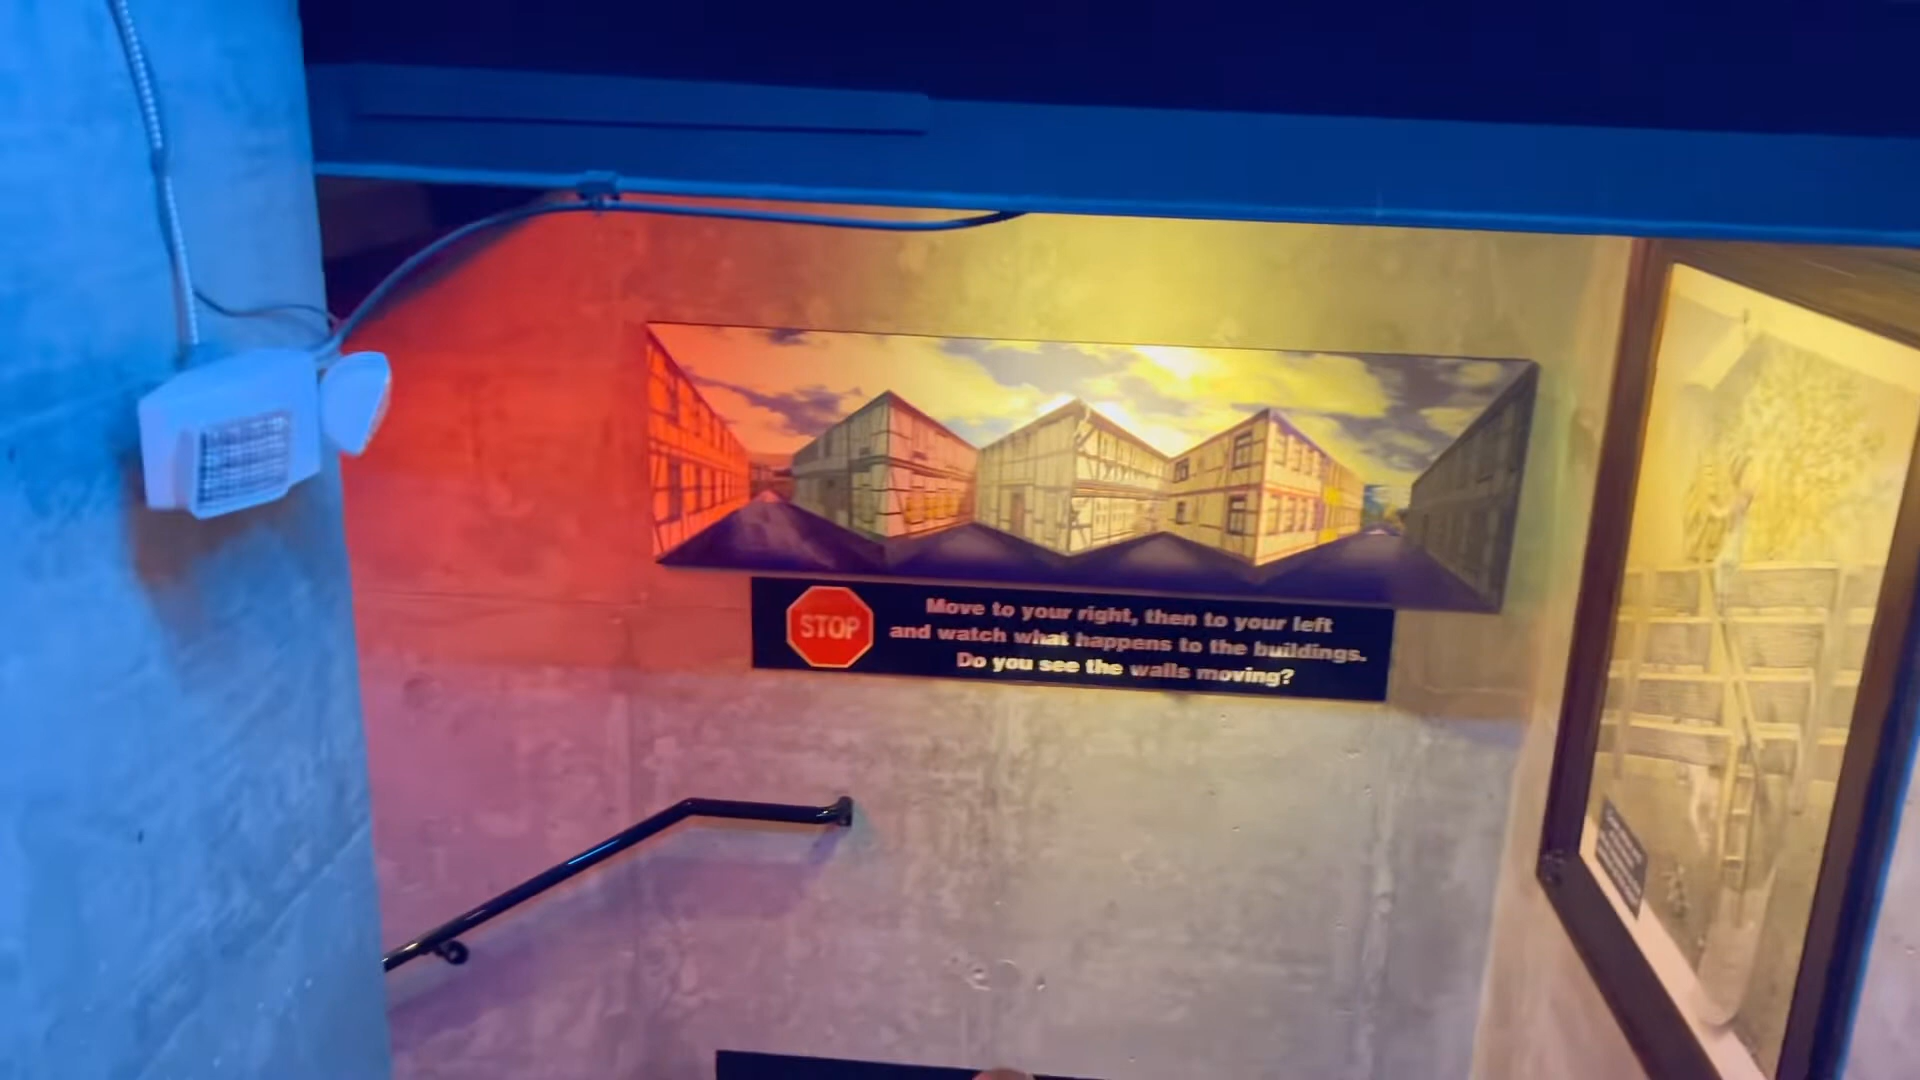 STOP
Move to your right, then to your left
and watch what happens to the buildings.
Do you see the walls moving?